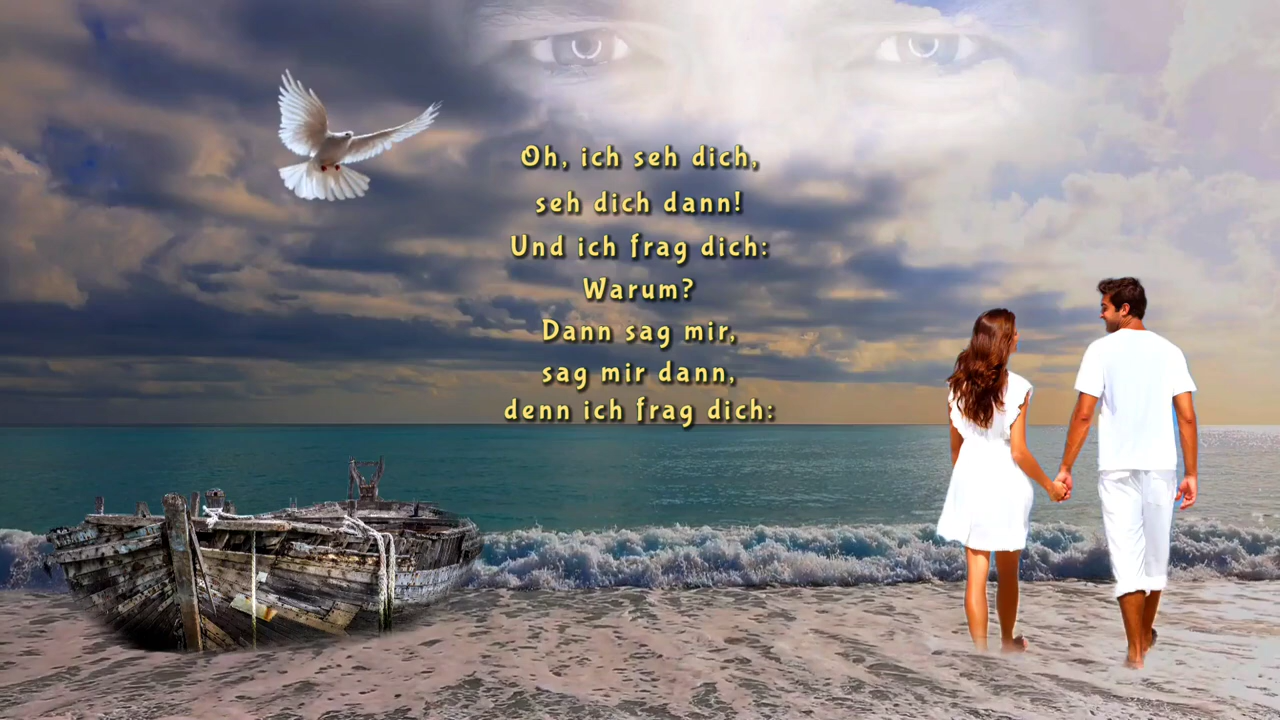 Oh, ich seh dich,
seh dich dann!
Und ich frag dich:
Warum?
Dann sag mir,
sag mir dann,
denn ich frag dich: